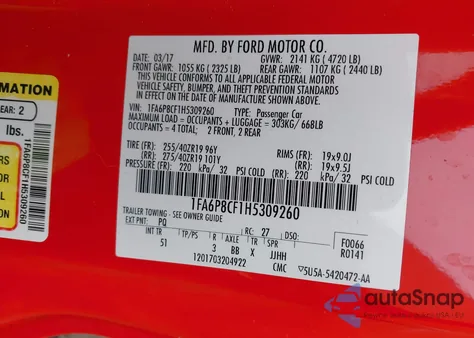 MFD. BY FORD MOTOR CO.
DATE: 03/17 GVWR: 2141 KG ( 4720 LB)
FRONT GAWR: 1055 KG ( 2325 LB) REAR GAWR: 1107 KG ( 2440 LB)
THIS VEHICLE CONFORMS TO ALL APPLICABLE FEDERAL MOTOR
VEHICLE SAFETY, BUMPER, AND THEFT PREVENTION STANDARDS
IN EFFECT ON THE DATE OF MANUFACTURE SHOWN ABOVE.
VIN: 1FA6P8CF1H5309260 TYPE: Passenger Car
MAXIMUM LOAD = OCCUPANTS + LUGGAGE = 303KG/ 668LB
OCCUPANTS = 4 TOTAL: 2 FRONT, 2 REAR
TIRE (FR): 255/40ZR19 96Y RIMS (FR): 19x9.0J
(RR): 275/40ZR19 101Y (RR): 19x9.5J
PRESSURE (FR): 220 kPa/ 32 PSI COLD (RR): 220 kPa/ 32 PSI COLD
1FA6P8CF1H5309260
TRAILER TOWING - SEE OWNER GUIDE
EXT PNT: PQ RC: 27 DSO: F0066
INT TR TP/PS R AXLE TR SPR R0141
51 3 BB X JJHH
1201703204922 CMC
5U5A-5420472-AA
RMATION
EAR: 2
lbs.
1FA6P8CF1H5309260
ERS
autoSnap